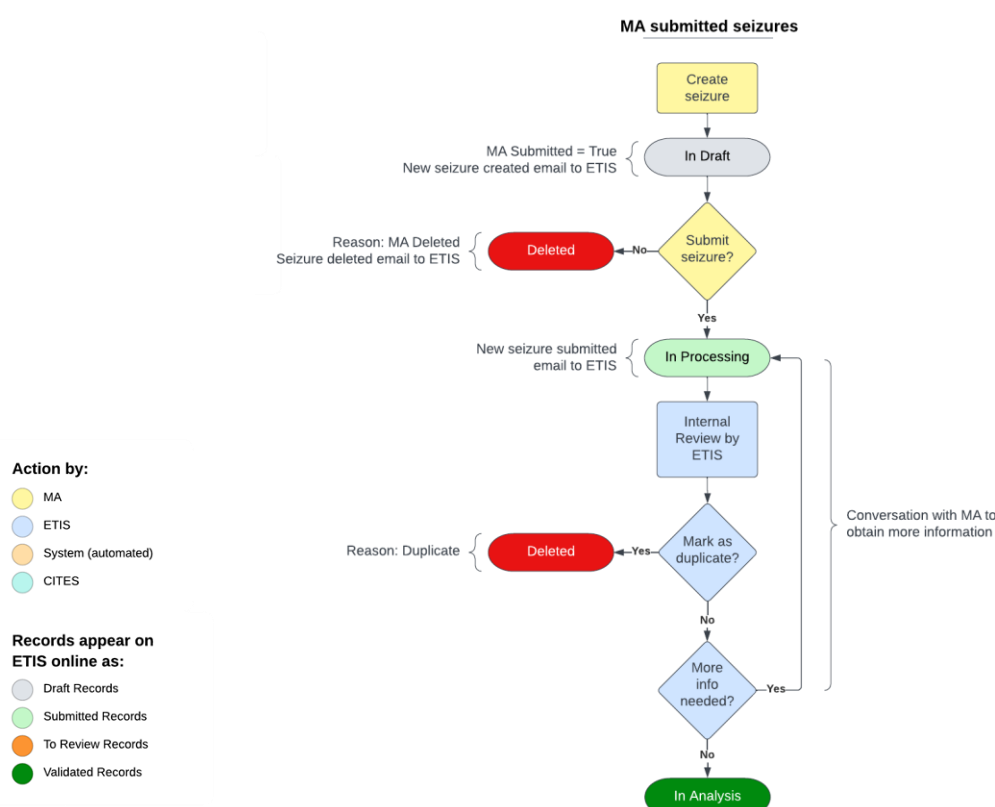 MA submitted seizures
Create
seizure
MA Submitted = True
New seizure created email to ETIS
In Draft
Reason: MA Deleted
Seizure deleted email to ETIS
Deleted
No
Submit
seizure?
Yes
New seizure submitted
email to ETIS
In Processing
Internal
Review by
ETIS
Conversation with MA to
obtain more information
Reason: Duplicate
Deleted
Yes
Mark as
duplicate?
No
More
info
needed?
Yes
No
In Analysis
Action by:
MA
ETIS
System (automated)
CITES
Records appear on
ETIS online as:
Draft Records
Submitted Records
To Review Records
Validated Records